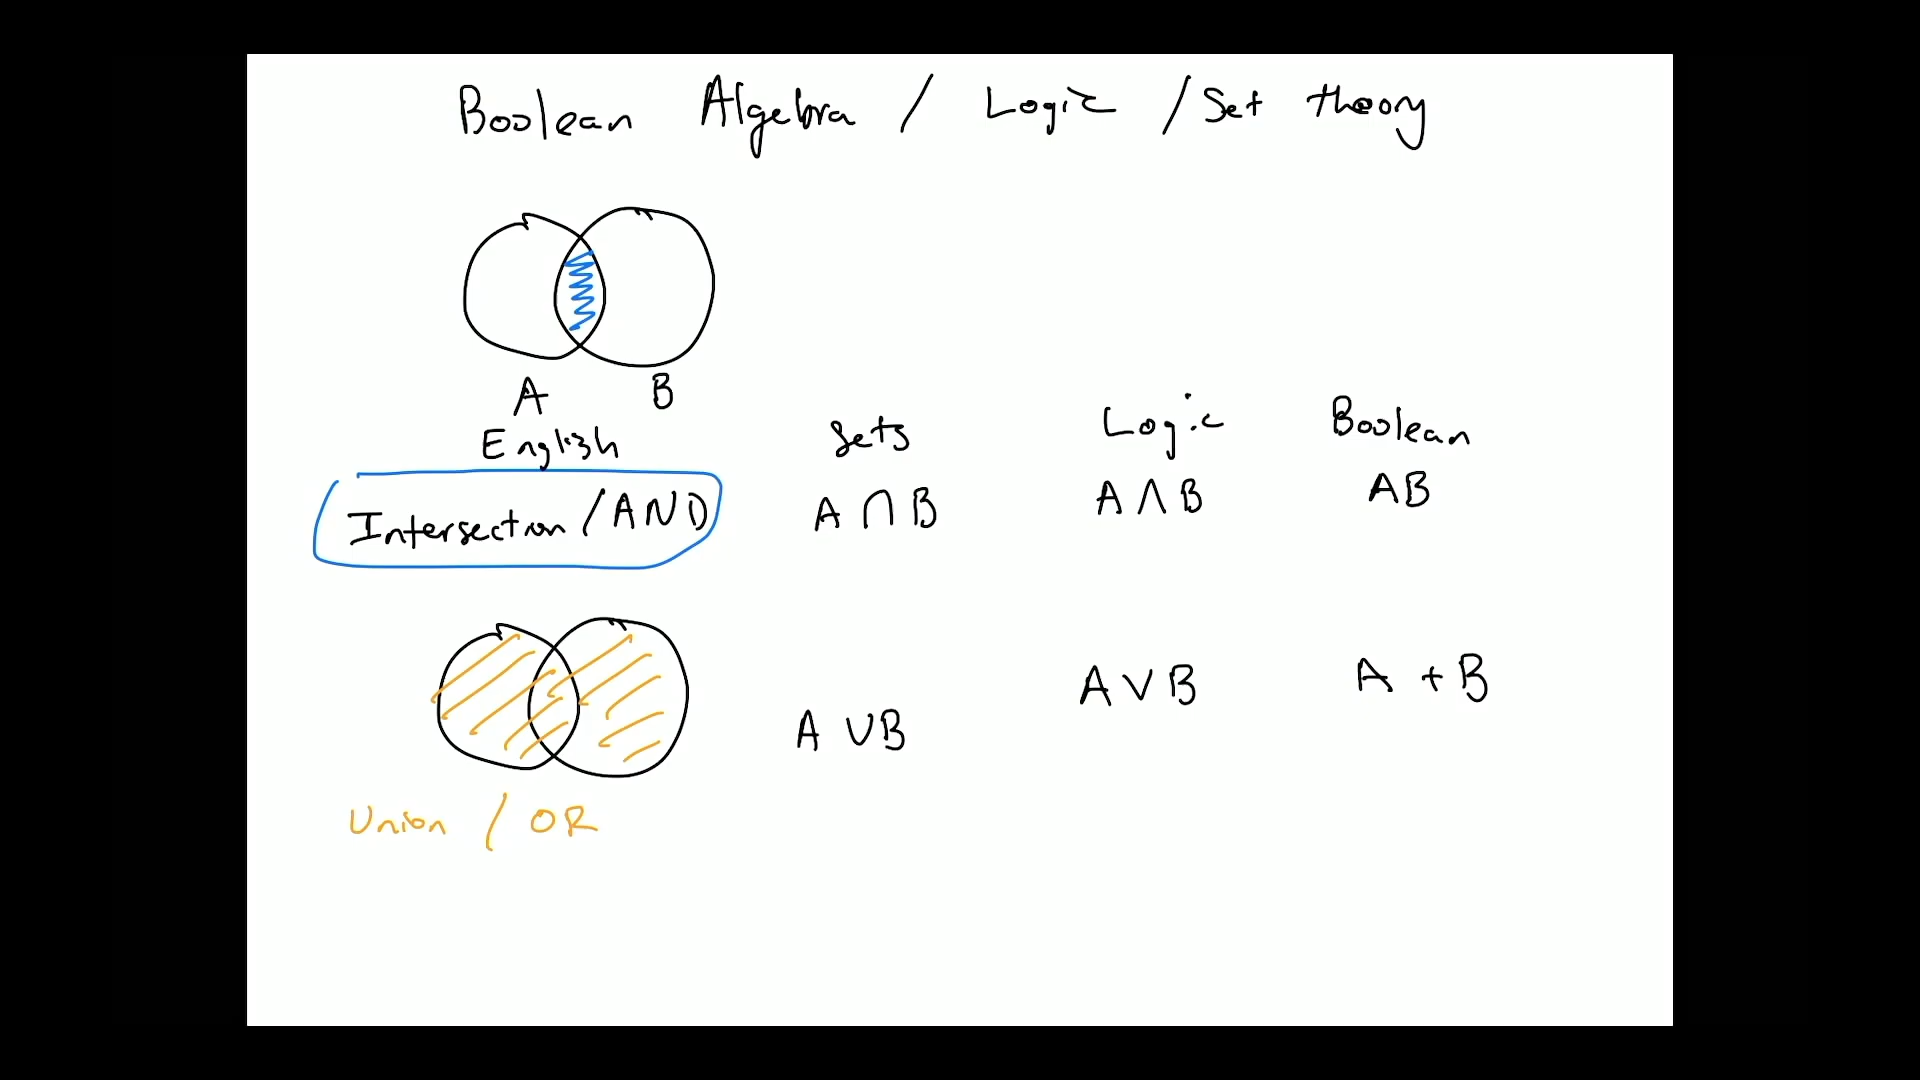 Boolean Algebra / Logic / Set theory
A B
English Sets Logic Boolean
Intersection / AND A ∩ B A ∧ B AB
A ∪ B A ∨ B A + B
Union / OR